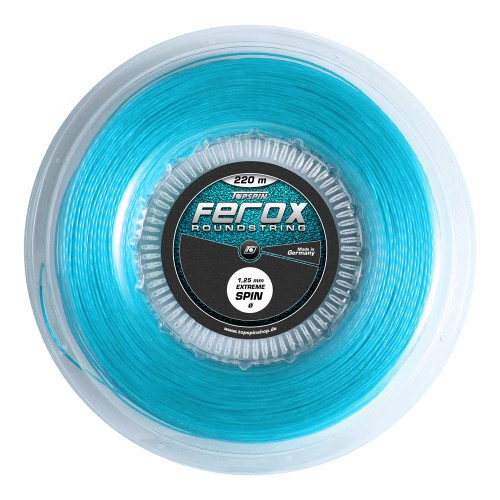 220 m
TOPSPIN
Ferox
ROUNDSTRING
Made in
Germany
1,25 mm
EXTREME
SPIN
Ø
www.topspinshop.de